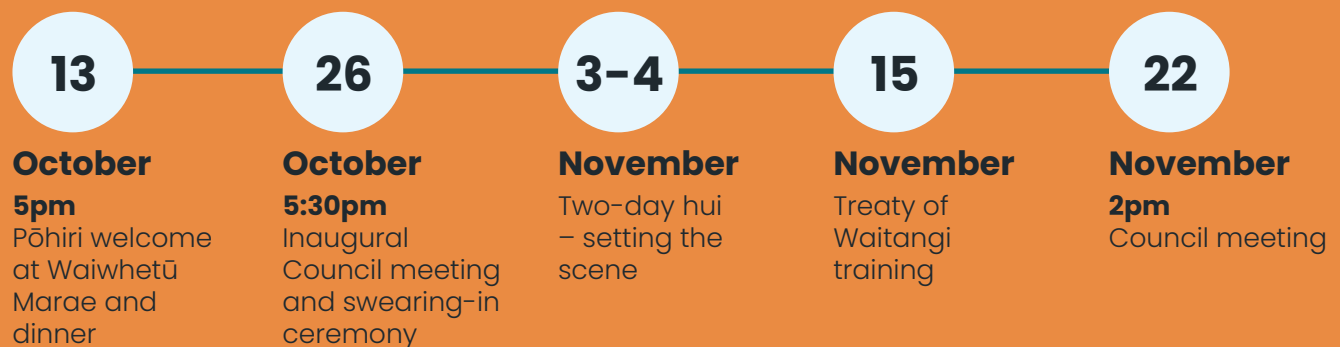 13
October
5pm
Pōhiri welcome
at Waiwhetū
Marae and
dinner
26
October
5:30pm
Inaugural
Council meeting
and swearing-in
ceremony
3-4
November
Two-day hui
– setting the
scene
15
November
Treaty of
Waitangi
training
22
November
2pm
Council meeting